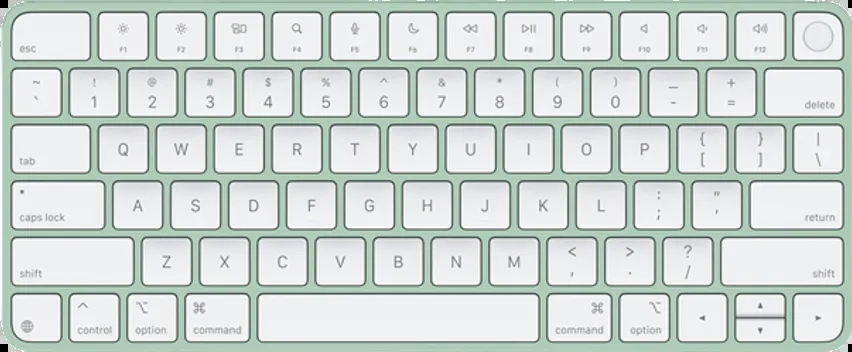 esc F1 F2 F3 F4 F5 F6 F7 F8 F9 F10 F11 F12
~ ! @ # $ % ^ & * ( ) _ +
` 1 2 3 4 5 6 7 8 9 0 - = delete
tab Q W E R T Y U I O P { } |
[ ] \
caps lock A S D F G H J K L : " return
; '
shift Z X C V B N M < > ? shift
, . /
^ ⌥ ⌘ ⌘ ⌥
control option command command option